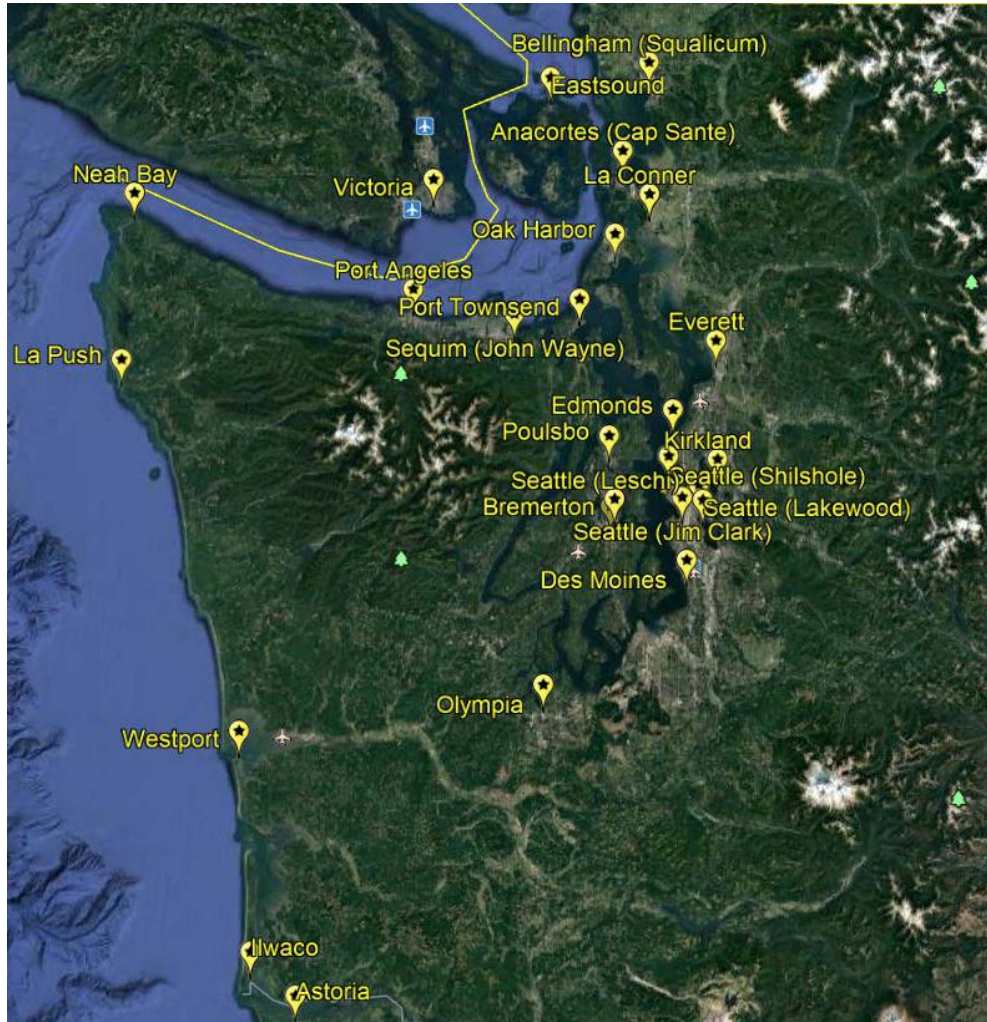 Bellingham (Squalicum)
Eastsound
Anacortes (Cap Sante)
Neah Bay
Victoria
La Conner
Oak Harbor
Port Angeles
Port Townsend
Everett
Sequim (John Wayne)
La Push
Edmonds
Poulsbo
Kirkland
Seattle (Leschi)
Seattle (Shilshole)
Bremerton
Seattle (Lakewood)
Seattle (Jim Clark)
Des Moines
Olympia
Westport
Ilwaco
Astoria